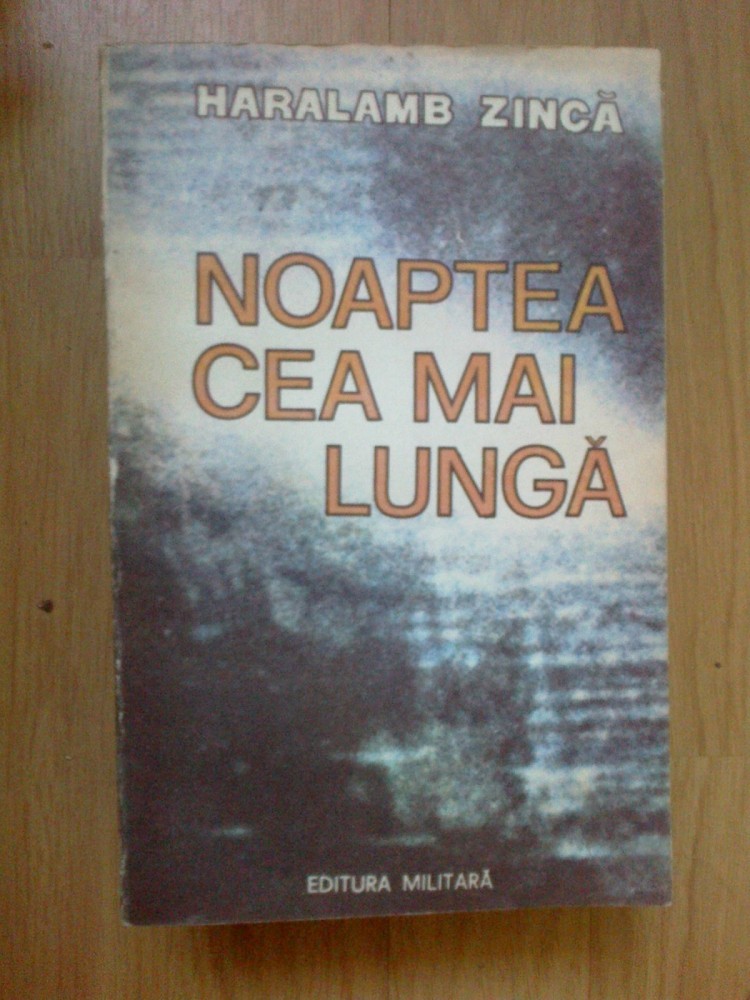 HARALAMB ZINCĂ
NOAPTEA
CEA MAI
LUNGĂ
EDITURA MILITARĂ